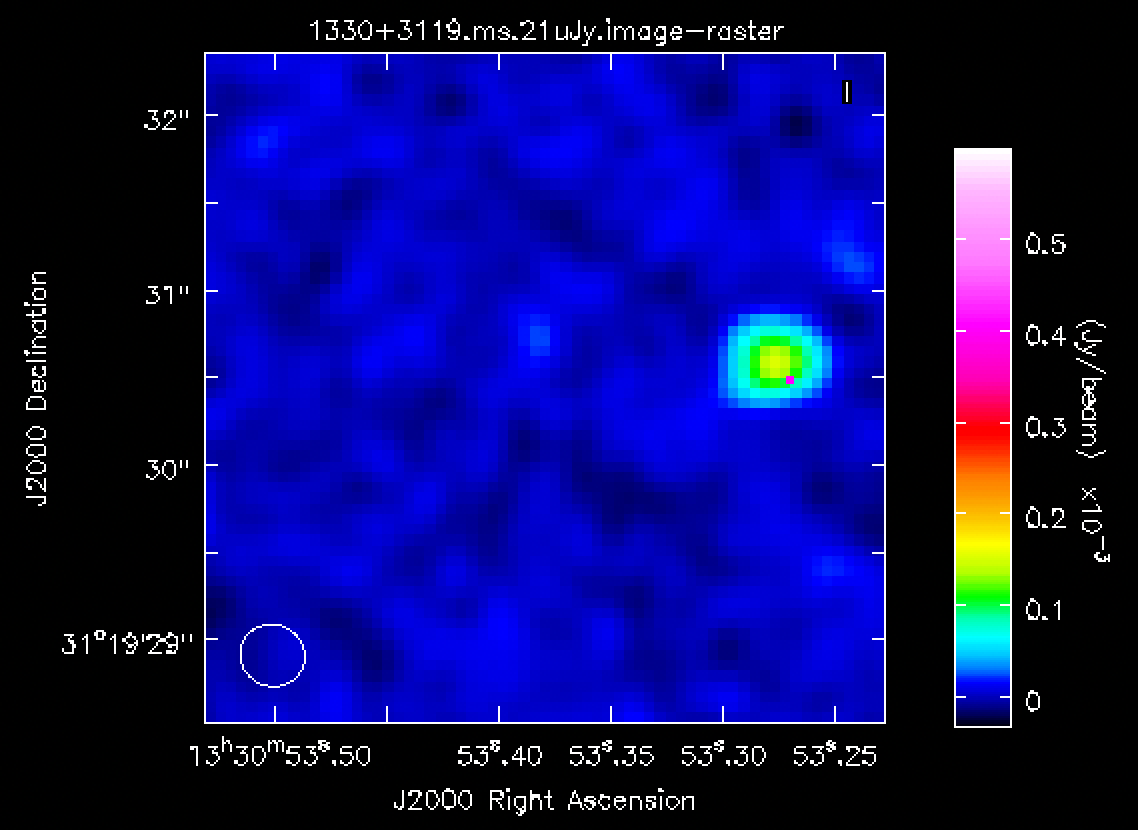 1330+3119.ms.21uJy.image-raster
I
32"
31"
30"
31°19'29"
J2000 Declination
13ʰ30ᵐ53ˢ.50 53ˢ.40 53ˢ.35 53ˢ.30 53ˢ.25
J2000 Right Ascension
0.5
0.4
0.3
0.2
0.1
0
(Jy/beam) x10⁻³